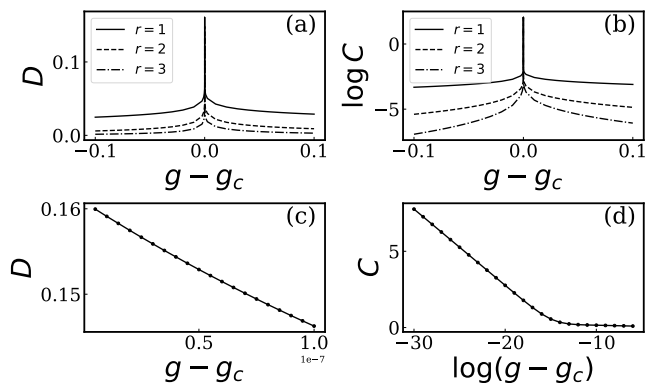 (a)
r = 1
r = 2
r = 3
0.1
0.0
D
−0.1 0.0 0.1
g − g_c
(b)
r = 1
r = 2
r = 3
0
−5
log C
−0.1 0.0 0.1
g − g_c
(c)
0.16
0.15
D
0.5 1.0
1e−7
g − g_c
(d)
5
0
C
−30 −20 −10
log(g − g_c)